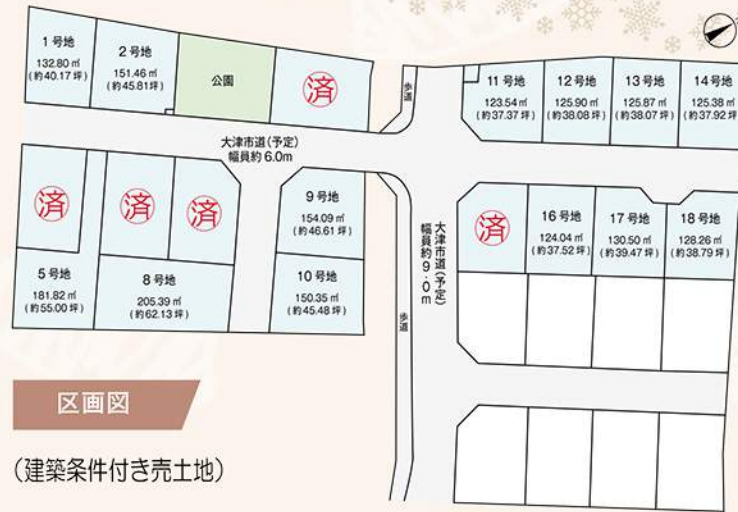 1号地
132.80㎡
(約40.17坪)
2号地
151.46㎡
(約45.81坪)
公園
済
歩道
11号地
123.54㎡
(約37.37坪)
12号地
125.90㎡
(約38.08坪)
13号地
125.87㎡
(約38.07坪)
14号地
125.38㎡
(約37.92坪)
大津市道(予定)
幅員約6.0m
済
済
済
9号地
154.09㎡
(約46.61坪)
大津市道(予定)
幅員約9.0m
済
16号地
124.04㎡
(約37.52坪)
17号地
130.50㎡
(約39.47坪)
18号地
128.26㎡
(約38.79坪)
5号地
181.82㎡
(約55.00坪)
8号地
205.39㎡
(約62.13坪)
10号地
150.35㎡
(約45.48坪)
歩道
区画図
(建築条件付き売土地)